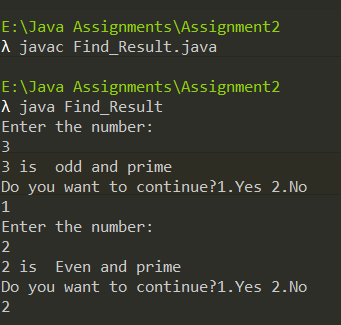 E:\Java Assignments\Assignment2
λ javac Find_Result.java
E:\Java Assignments\Assignment2
λ java Find_Result
Enter the number:
3
3 is  odd and prime
Do you want to continue?1.Yes 2.No
1
Enter the number:
2
2 is  Even and prime
Do you want to continue?1.Yes 2.No
2